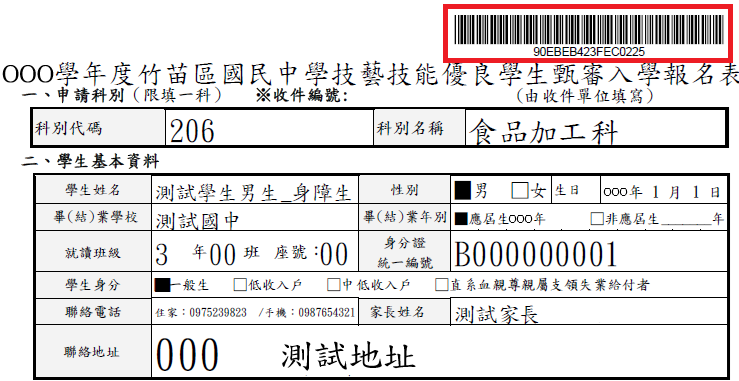 90EBEB423FEC0225
OOO學年度竹苗區國民中學技藝技能優良學生甄審入學報名表
一、申請科別（限填一科） ※收件編號: （由收件單位填寫）
科別代碼 206 科別名稱 食品加工科
二、學生基本資料
學生姓名 測試學生男生_身障生 性別 ■男 □女 生日 000年 1 月 1 日
畢(結)業學校 測試國中 畢(結)業年別 ■應屆生000年 □非應屆生______年
就讀班級 3 年00 班 座號:00 身分證統一編號 B000000001
學生身分 ■一般生 □低收入戶 □中低收入戶 □直系血親尊親屬支領失業給付者
聯絡電話 住家：0975239823 /手機：0987654321 家長姓名 測試家長
聯絡地址 000 測試地址